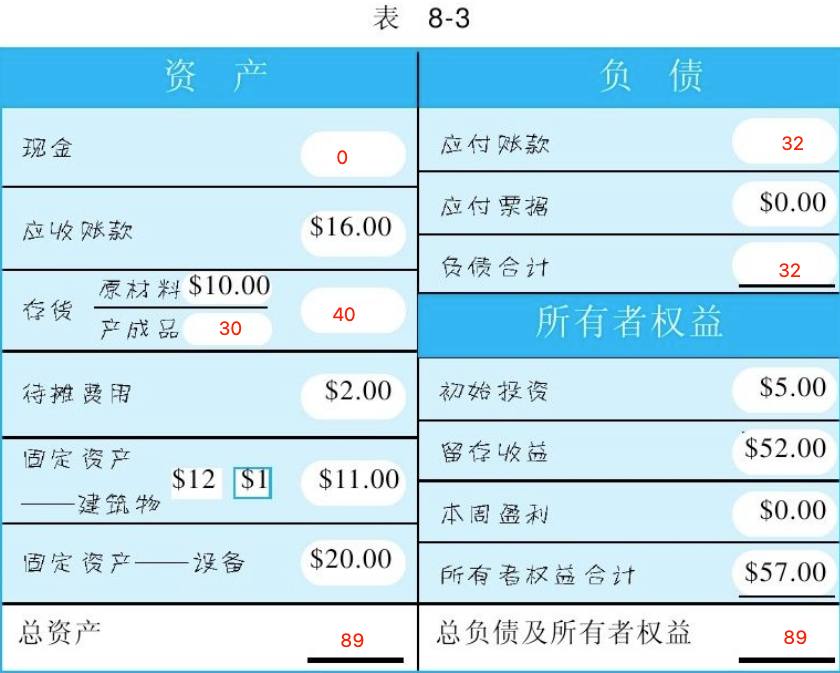 表 8-3
资 产
现金 0
应收账款 $16.00
存货 原材料 $10.00
产成品 30 40
待摊费用 $2.00
固定资产
——建筑物 $12 $1 $11.00
固定资产——设备 $20.00
总资产 89
负 债
应付账款 32
应付票据 $0.00
负债合计 32
所有者权益
初始投资 $5.00
留存收益 $52.00
本周盈利 $0.00
所有者权益合计 $57.00
总负债及所有者权益 89